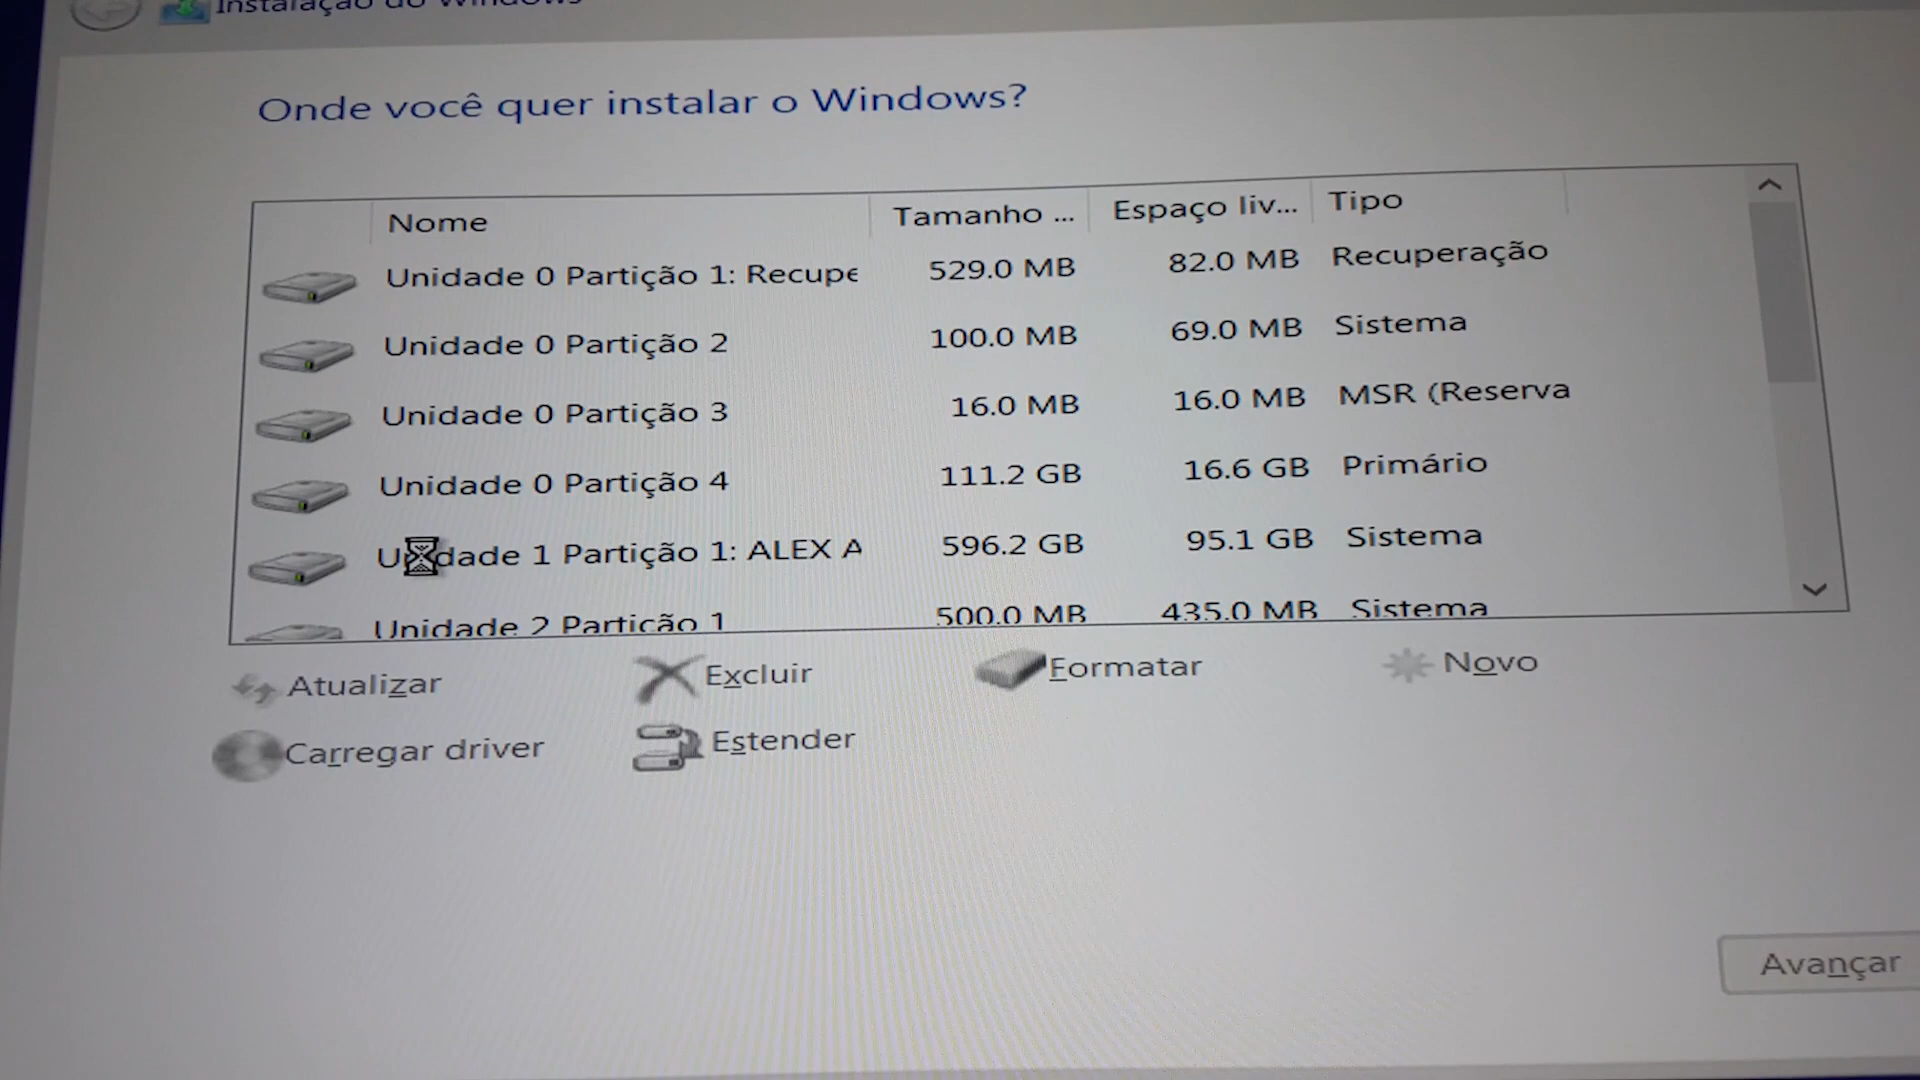 Instalação do Windows
Onde você quer instalar o Windows?
Nome Tamanho ... Espaço liv... Tipo
Unidade 0 Partição 1: Recupe 529.0 MB 82.0 MB Recuperação
Unidade 0 Partição 2 100.0 MB 69.0 MB Sistema
Unidade 0 Partição 3 16.0 MB 16.0 MB MSR (Reserva
Unidade 0 Partição 4 111.2 GB 16.6 GB Primário
Unidade 1 Partição 1: ALEX A 596.2 GB 95.1 GB Sistema
Unidade 2 Partição 1 500.0 MB 435.0 MB Sistema
Atualizar Excluir Formatar Novo
Carregar driver Estender
Avançar